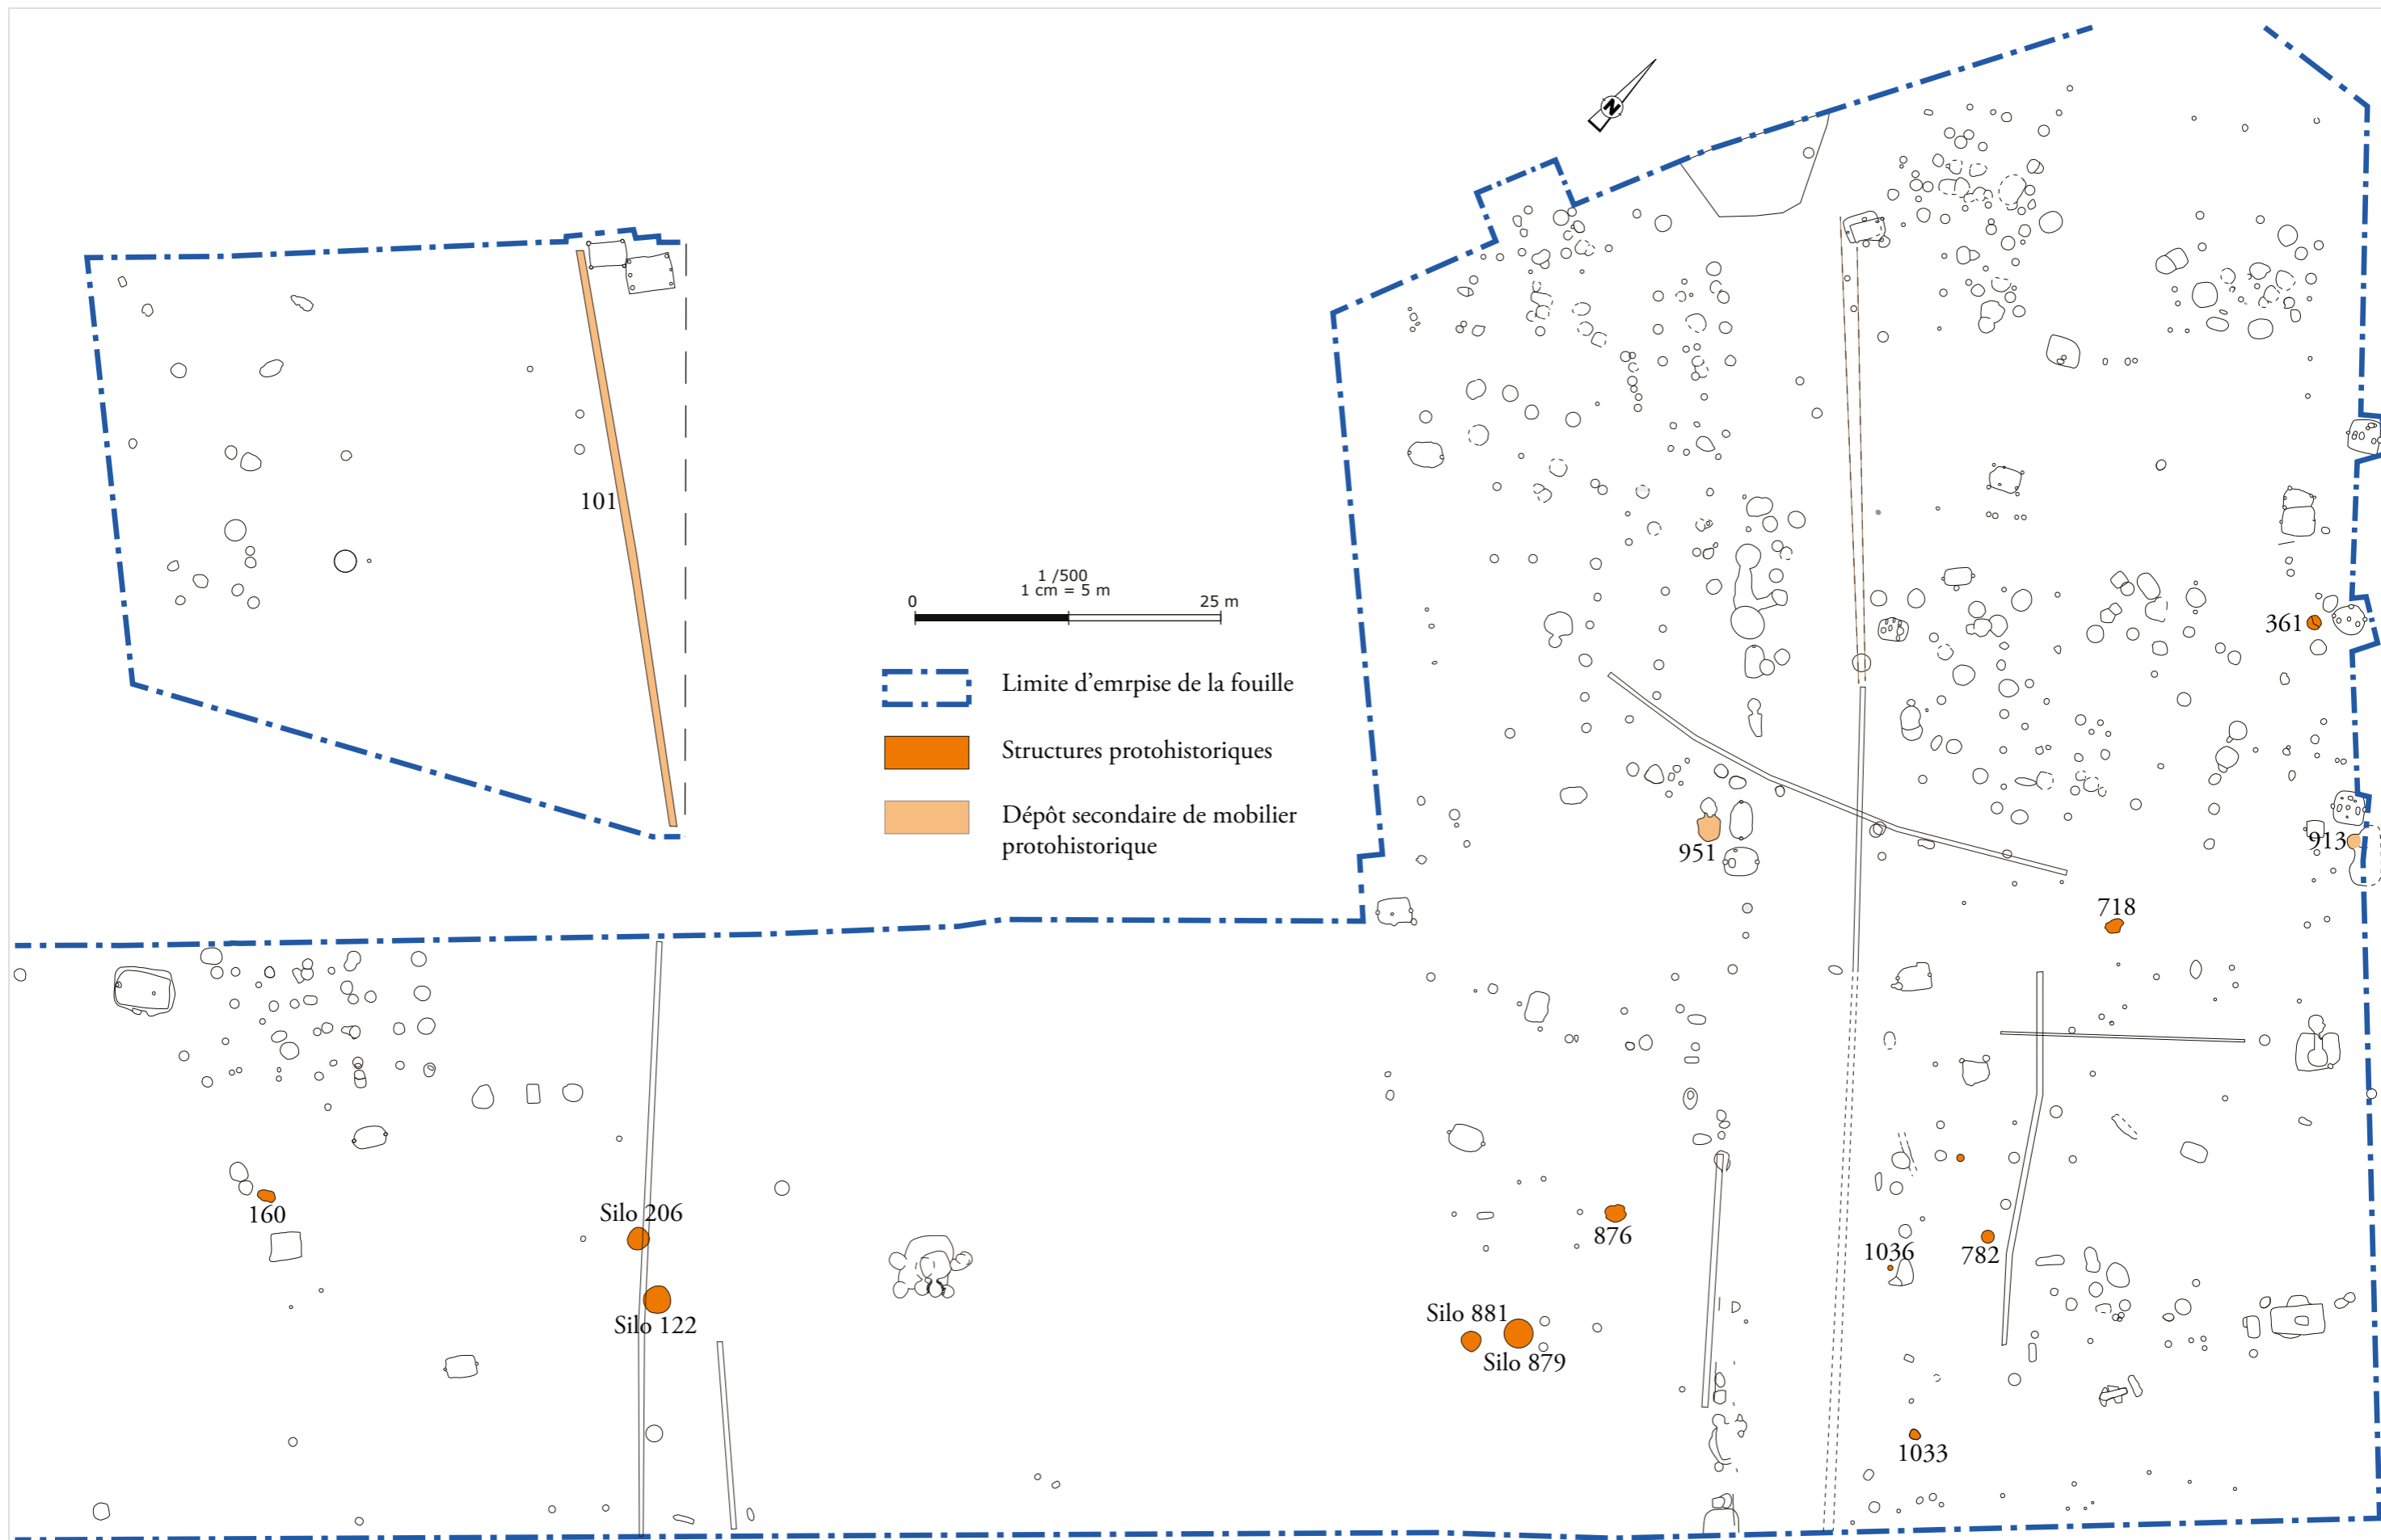 N
101
1 /500
1 cm = 5 m
0 25 m
Limite d'emrpise de la fouille
Structures protohistoriques
Dépôt secondaire de mobilier
protohistorique
361
951
913
718
160
Silo 206
Silo 122
876
1036
782
Silo 881
Silo 879
1033